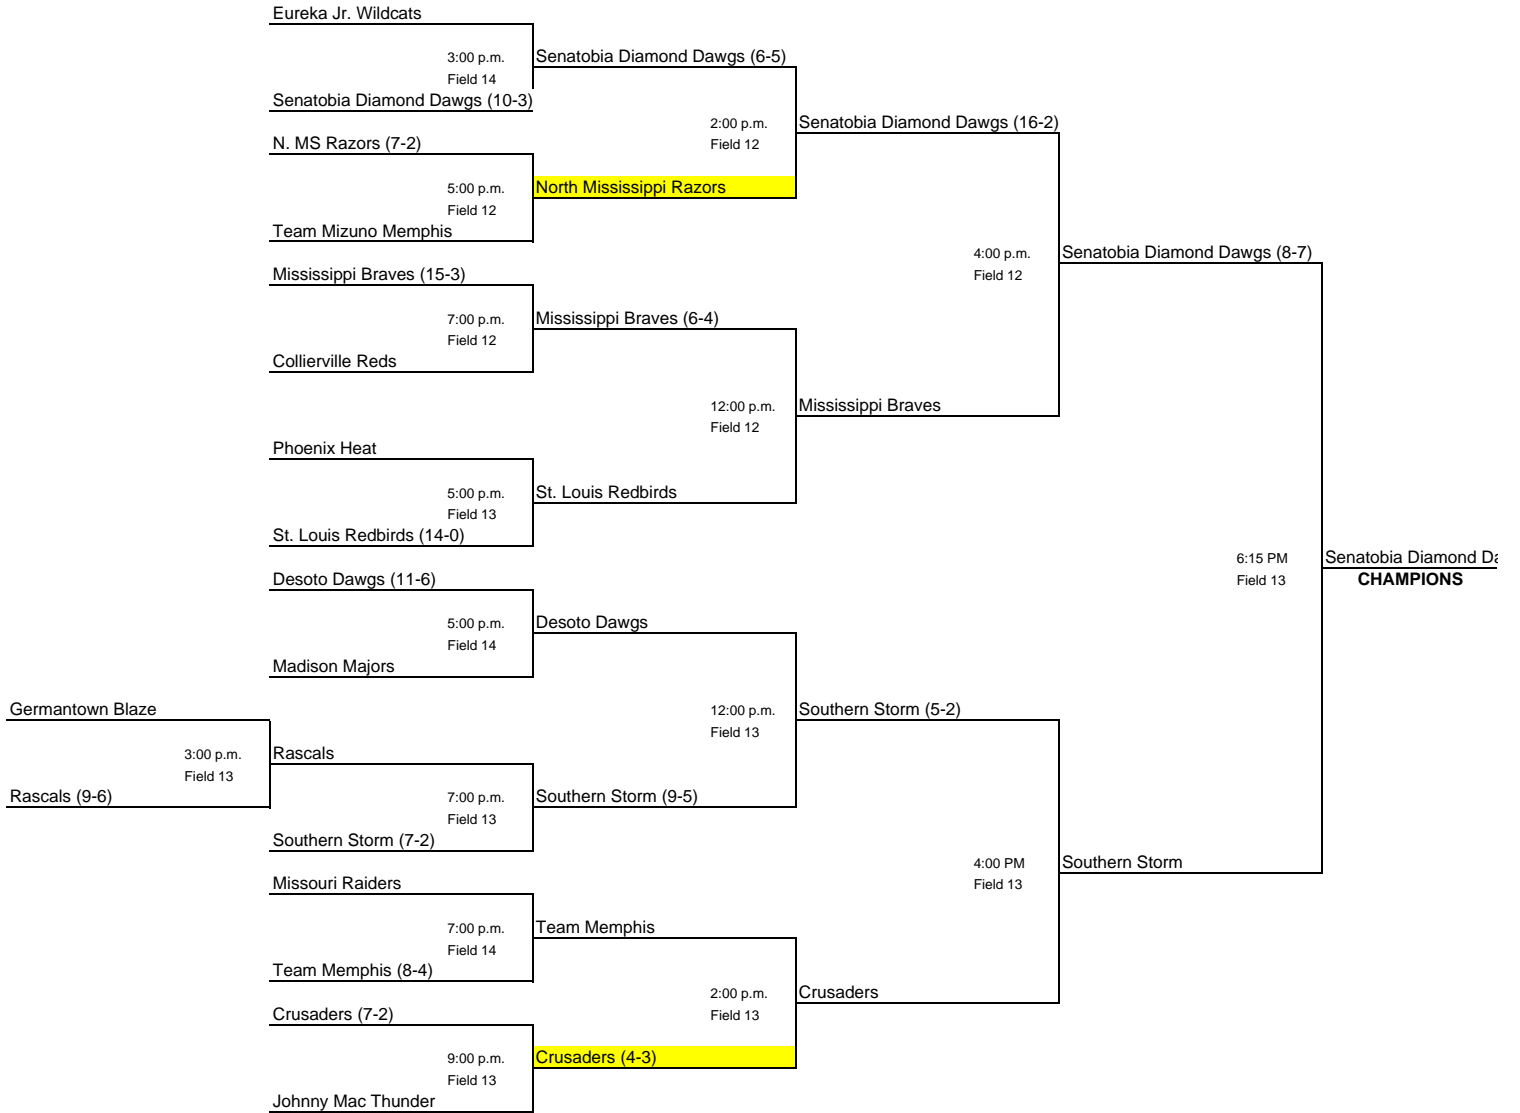 Eureka Jr. Wildcats
3:00 p.m.
Field 14
Senatobia Diamond Dawgs (6-5)
Senatobia Diamond Dawgs (10-3)
2:00 p.m.
Field 12
Senatobia Diamond Dawgs (16-2)
N. MS Razors (7-2)
5:00 p.m.
Field 12
North Mississippi Razors
Team Mizuno Memphis
4:00 p.m.
Field 12
Senatobia Diamond Dawgs (8-7)
Mississippi Braves (15-3)
7:00 p.m.
Field 12
Mississippi Braves (6-4)
Collierville Reds
12:00 p.m.
Field 12
Mississippi Braves
Phoenix Heat
5:00 p.m.
Field 13
St. Louis Redbirds
St. Louis Redbirds (14-0)
6:15 PM
Field 13
Senatobia Diamond
CHAMPIONS
Desoto Dawgs (11-6)
5:00 p.m.
Field 14
Desoto Dawgs
Madison Majors
Germantown Blaze
3:00 p.m.
Field 13
Rascals (9-6)
12:00 p.m.
Field 13
Southern Storm (5-2)
Rascals
7:00 p.m.
Field 13
Southern Storm (9-5)
Southern Storm (7-2)
4:00 PM
Field 13
Southern Storm
Missouri Raiders
7:00 p.m.
Field 14
Team Memphis
Team Memphis (8-4)
2:00 p.m.
Field 13
Crusaders
Crusaders (7-2)
9:00 p.m.
Field 13
Crusaders (4-3)
Johnny Mac Thunder